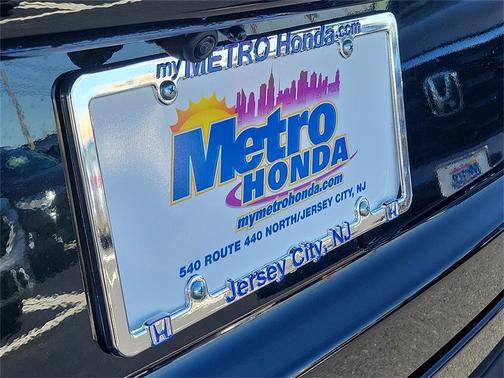 myMETRO Honda.com
Metro
HONDA
mymetrohonda.com
540 ROUTE 440 NORTH/JERSEY CITY, NJ
Jersey City, NJ